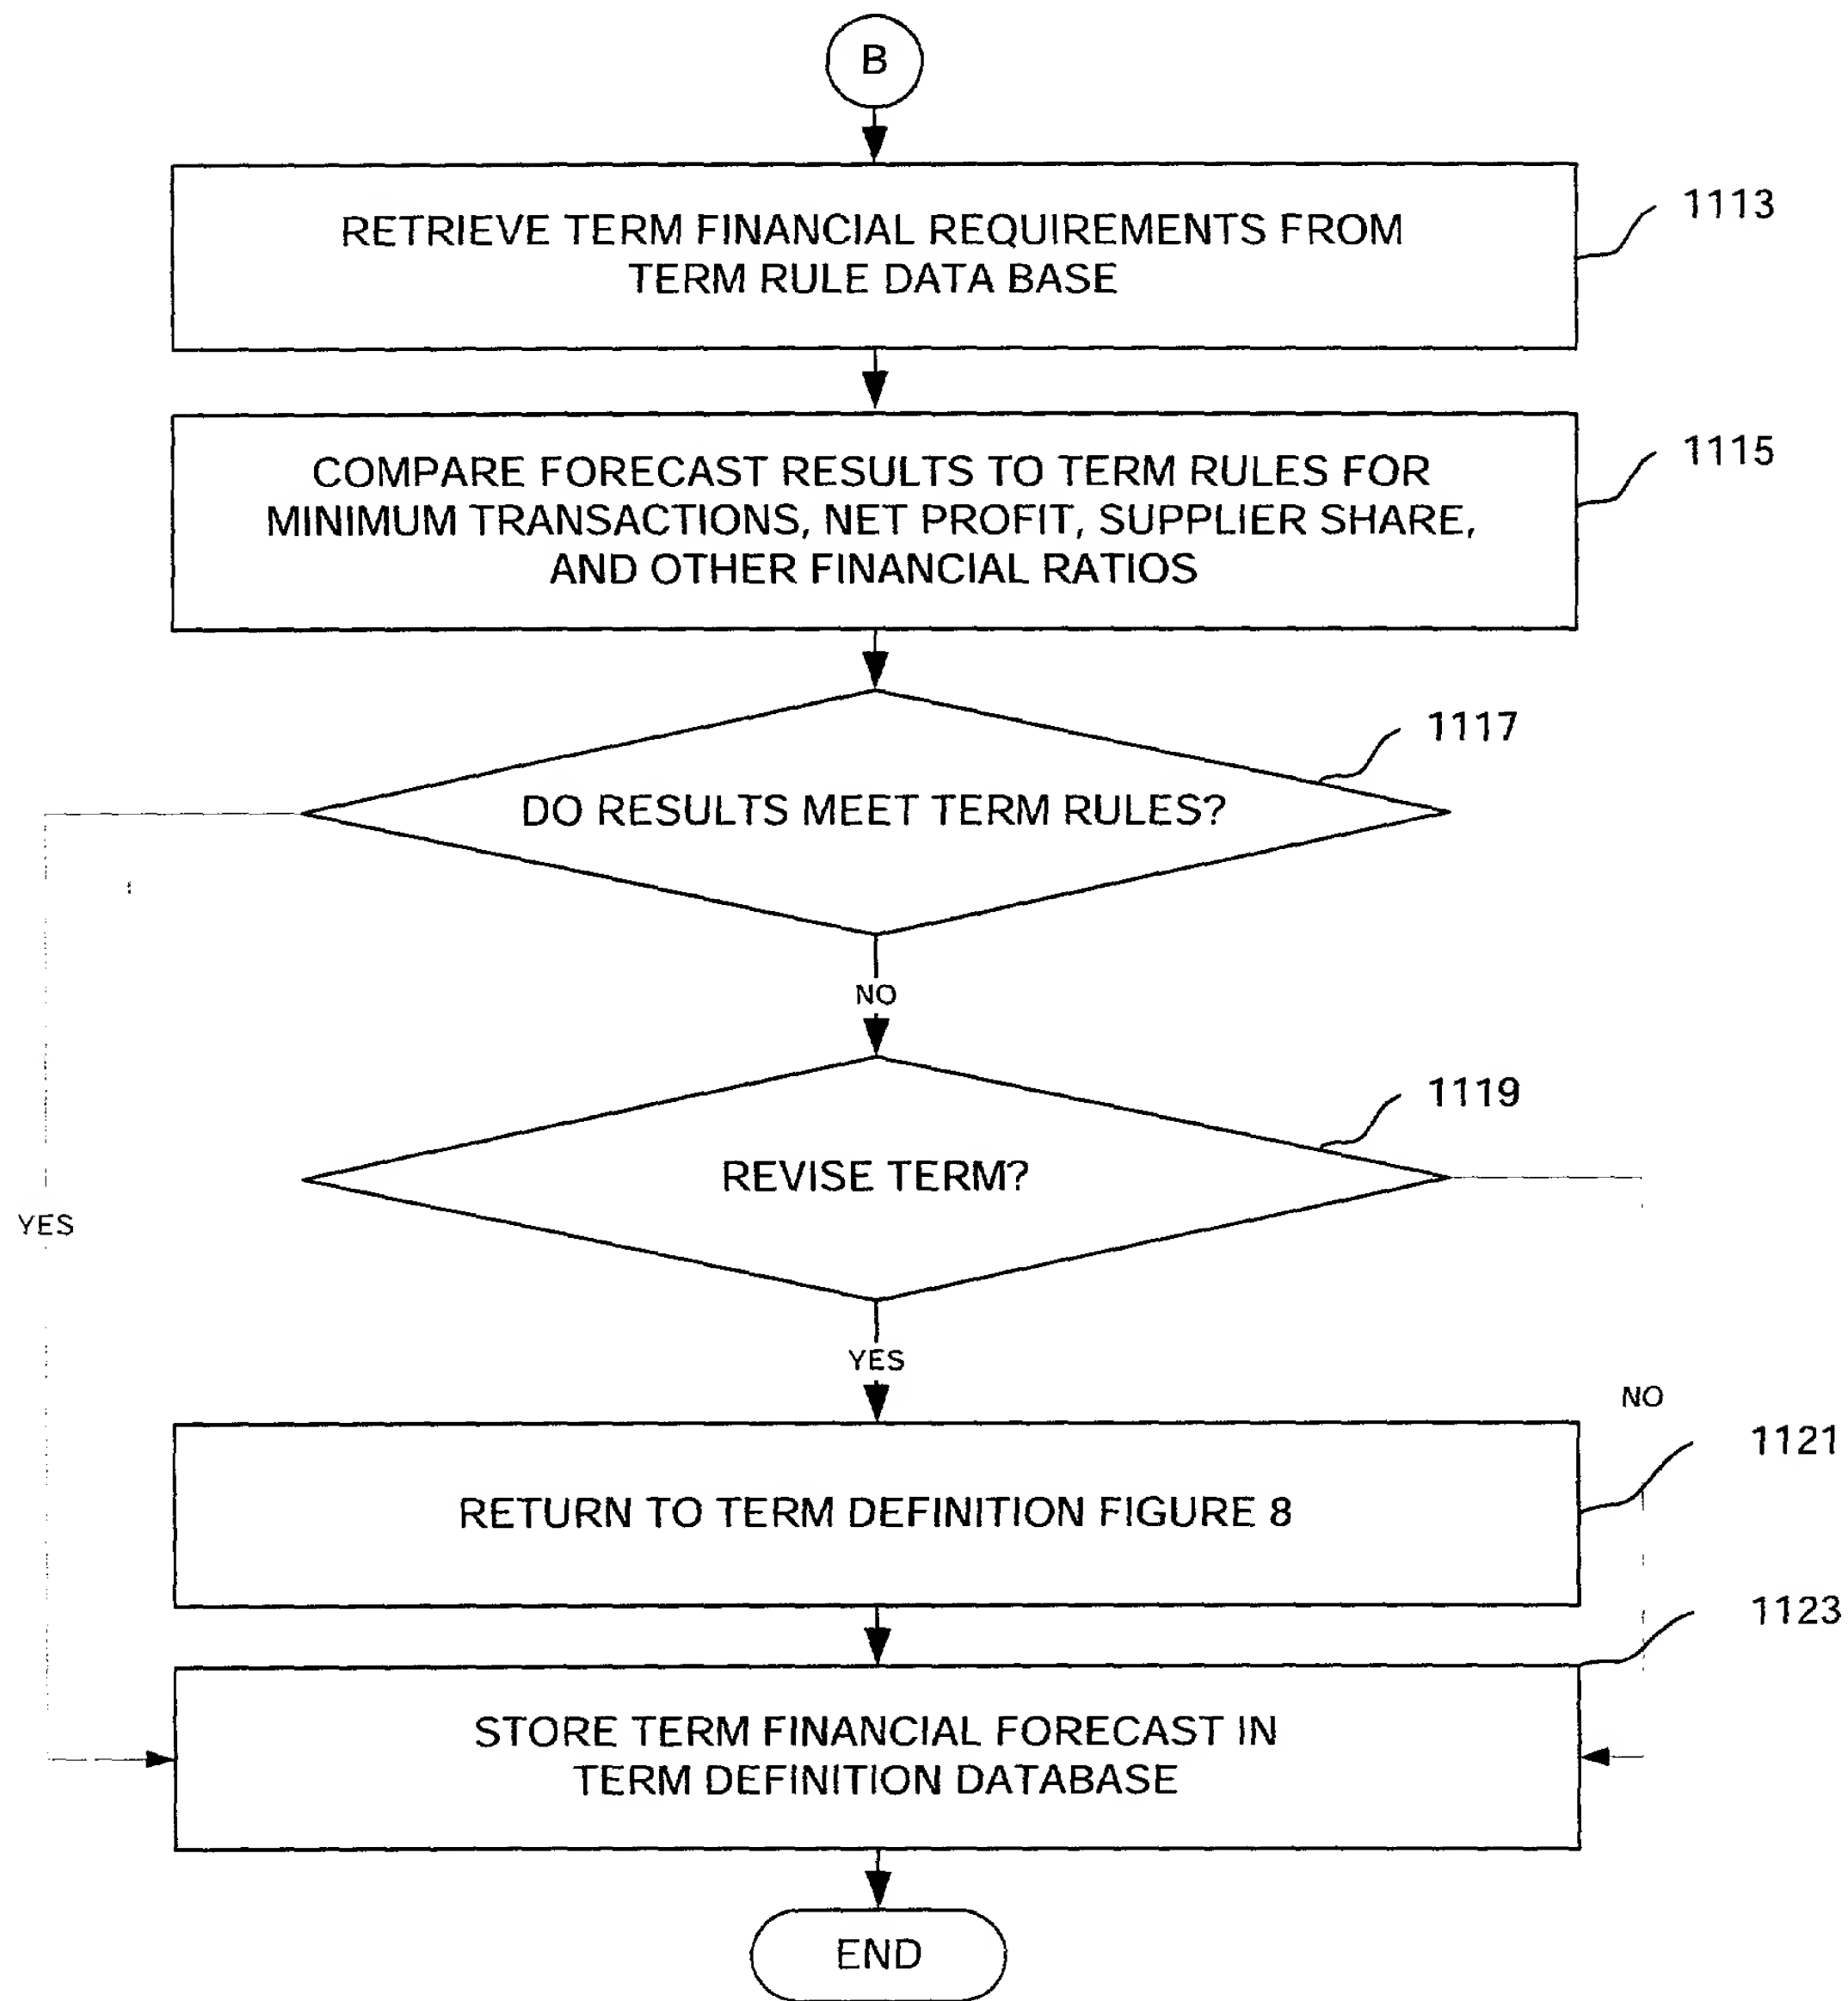 B
RETRIEVE TERM FINANCIAL REQUIREMENTS FROM
TERM RULE DATA BASE
1113
COMPARE FORECAST RESULTS TO TERM RULES FOR
MINIMUM TRANSACTIONS, NET PROFIT, SUPPLIER SHARE,
AND OTHER FINANCIAL RATIOS
1115
DO RESULTS MEET TERM RULES?
1117
NO
REVISE TERM?
1119
YES
YES
NO
RETURN TO TERM DEFINITION FIGURE 8
1121
STORE TERM FINANCIAL FORECAST IN
TERM DEFINITION DATABASE
1123
END